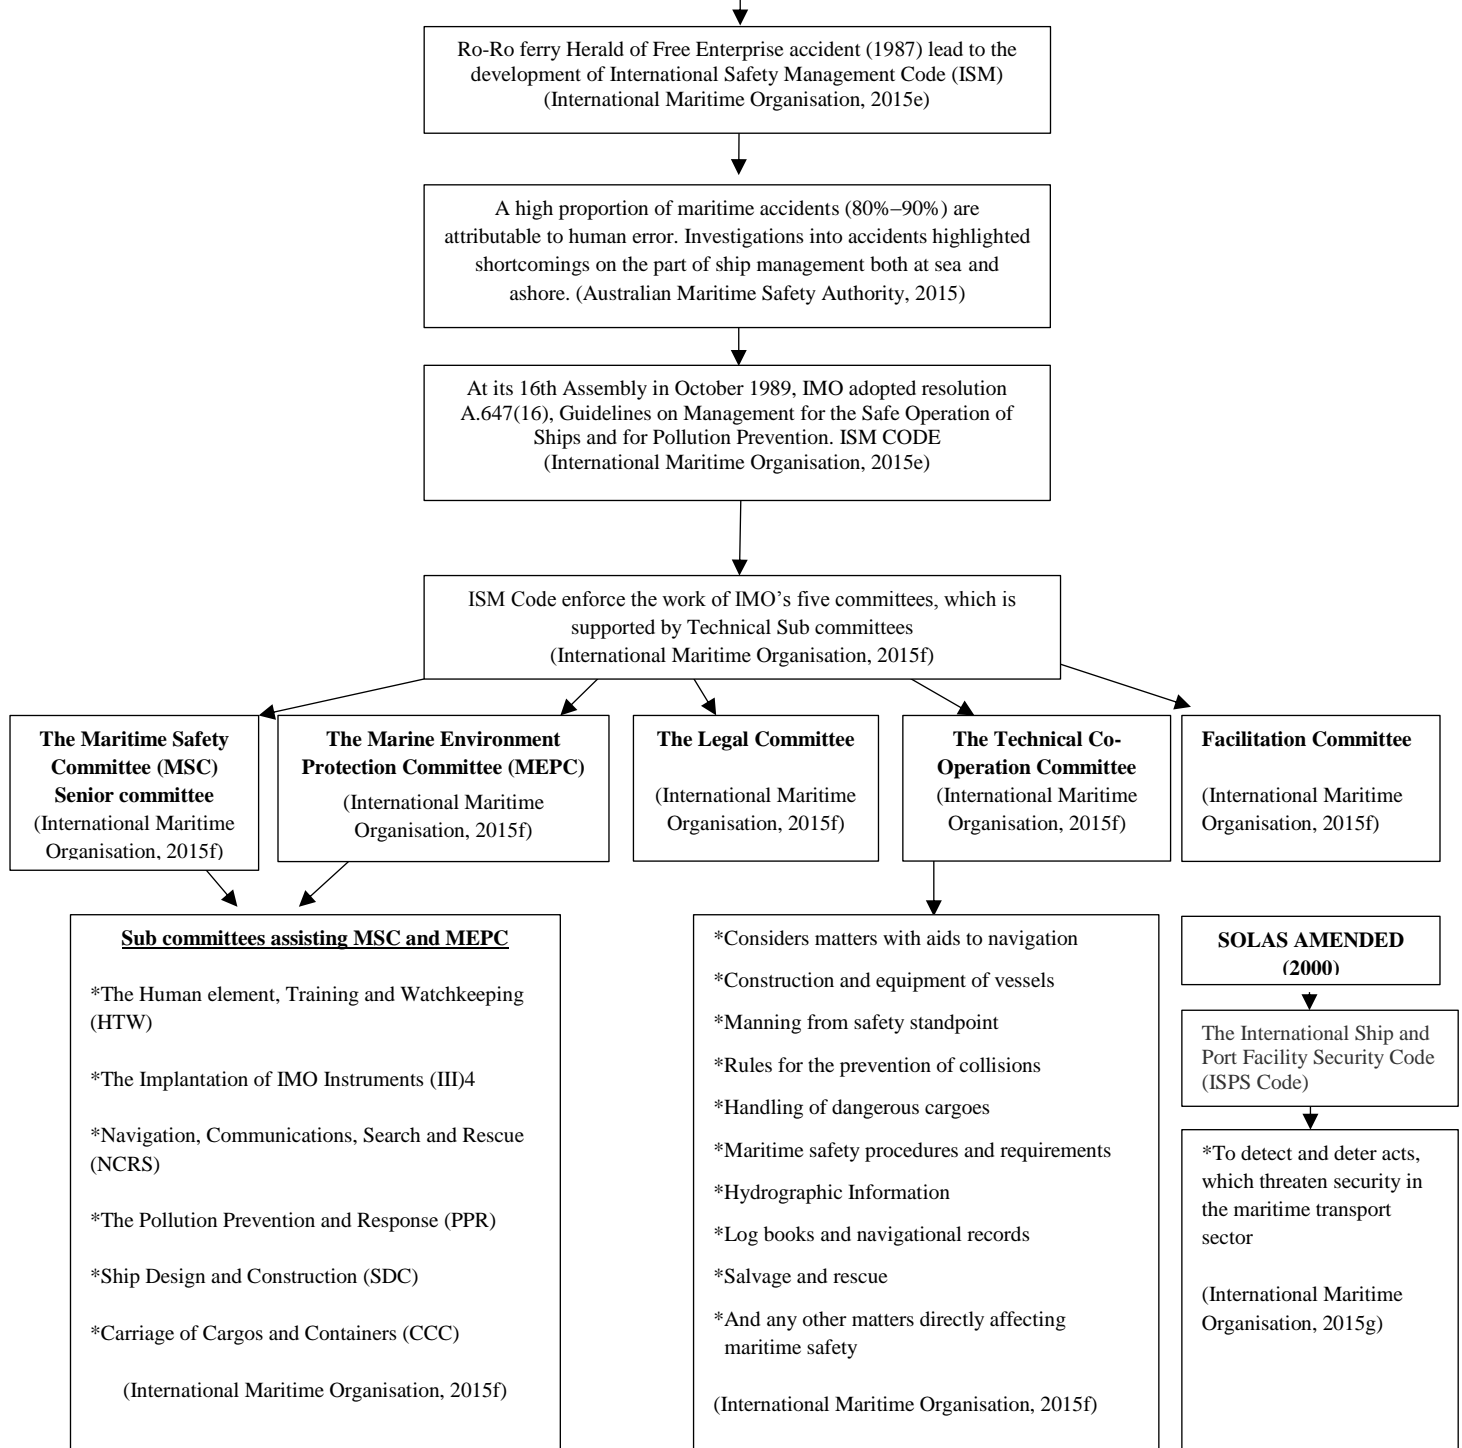 Ro-Ro ferry Herald of Free Enterprise accident (1987) lead to the
development of International Safety Management Code (ISM)
(International Maritime Organisation, 2015e)
A high proportion of maritime accidents (80%–90%) are
attributable to human error. Investigations into accidents highlighted
shortcomings on the part of ship management both at sea and
ashore. (Australian Maritime Safety Authority, 2015)
At its 16th Assembly in October 1989, IMO adopted resolution
A.647(16), Guidelines on Management for the Safe Operation of
Ships and for Pollution Prevention. ISM CODE
(International Maritime Organisation, 2015e)
ISM Code enforce the work of IMO’s five committees, which is
supported by Technical Sub committees
(International Maritime Organisation, 2015f)
The Maritime Safety
Committee (MSC)
Senior committee
(International Maritime
Organisation, 2015f)
The Marine Environment
Protection Committee (MEPC)
(International Maritime
Organisation, 2015f)
The Legal Committee
(International Maritime
Organisation, 2015f)
The Technical Co-
Operation Committee
(International Maritime
Organisation, 2015f)
Facilitation Committee
(International Maritime
Organisation, 2015f)
Sub committees assisting MSC and MEPC
*The Human element, Training and Watchkeeping
(HTW)
*The Implantation of IMO Instruments (III)4
*Navigation, Communications, Search and Rescue
(NCRS)
*The Pollution Prevention and Response (PPR)
*Ship Design and Construction (SDC)
*Carriage of Cargos and Containers (CCC)
(International Maritime Organisation, 2015f)
*Considers matters with aids to navigation
*Construction and equipment of vessels
*Manning from safety standpoint
*Rules for the prevention of collisions
*Handling of dangerous cargoes
*Maritime safety procedures and requirements
*Hydrographic Information
*Log books and navigational records
*Salvage and rescue
*And any other matters directly affecting
maritime safety
(International Maritime Organisation, 2015f)
SOLAS AMENDED
(2000)
The International Ship and
Port Facility Security Code
(ISPS Code)
*To detect and deter acts,
which threaten security in
the maritime transport
sector
(International Maritime
Organisation, 2015g)